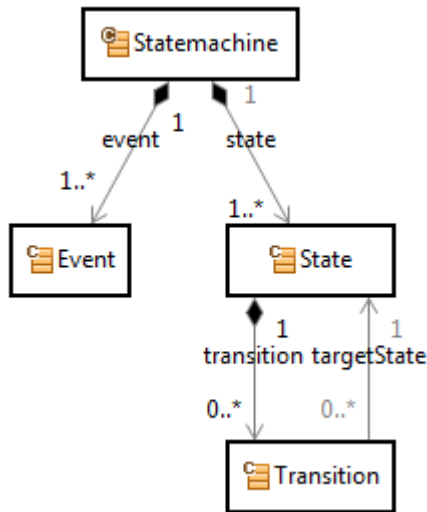 Statemachine
1
1
event
state
1..*
1..*
Event
State
1
1
transition
targetState
0..*
0..*
Transition